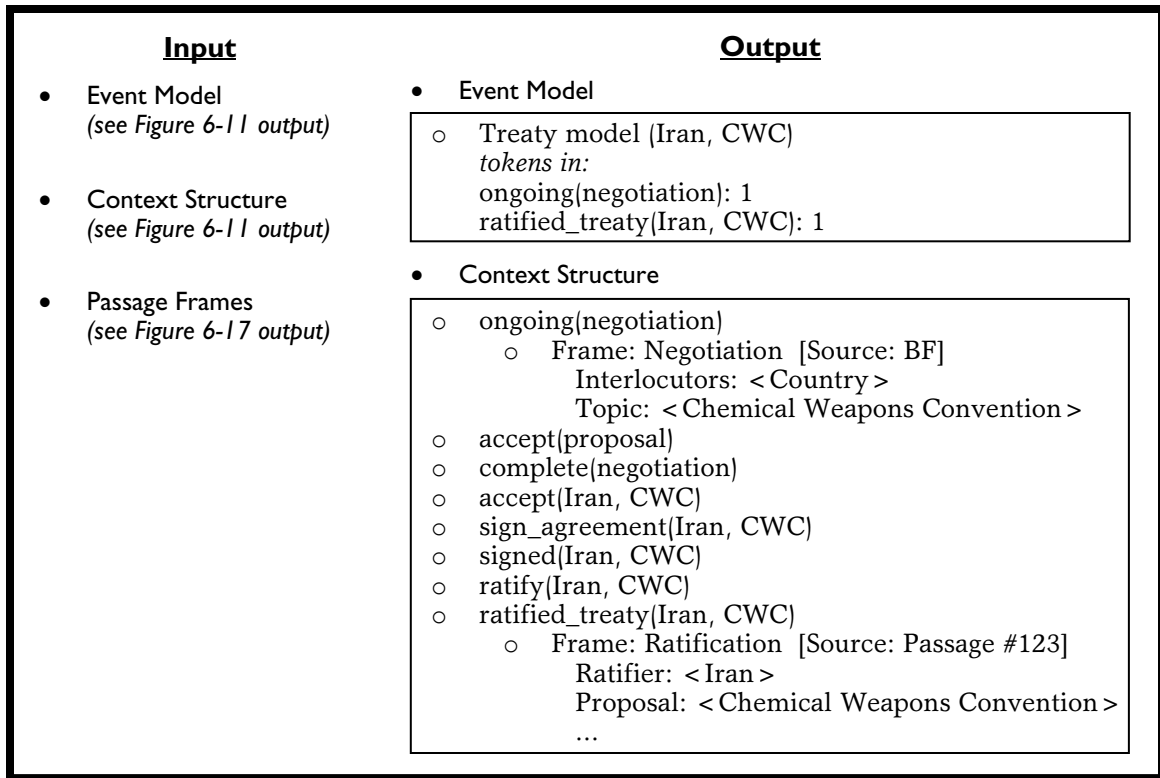 Input
• Event Model
(see Figure 6-11 output)
• Context Structure
(see Figure 6-11 output)
• Passage Frames
(see Figure 6-17 output)
Output
• Event Model
o Treaty model (Iran, CWC)
tokens in:
ongoing(negotiation): 1
ratified_treaty(Iran, CWC): 1
• Context Structure
o ongoing(negotiation)
o Frame: Negotiation [Source: BF]
Interlocutors: <Country>
Topic: <Chemical Weapons Convention>
o accept(proposal)
o complete(negotiation)
o accept(Iran, CWC)
o sign_agreement(Iran, CWC)
o signed(Iran, CWC)
o ratify(Iran, CWC)
o ratified_treaty(Iran, CWC)
o Frame: Ratification [Source: Passage #123]
Ratifier: <Iran>
Proposal: <Chemical Weapons Convention>
...